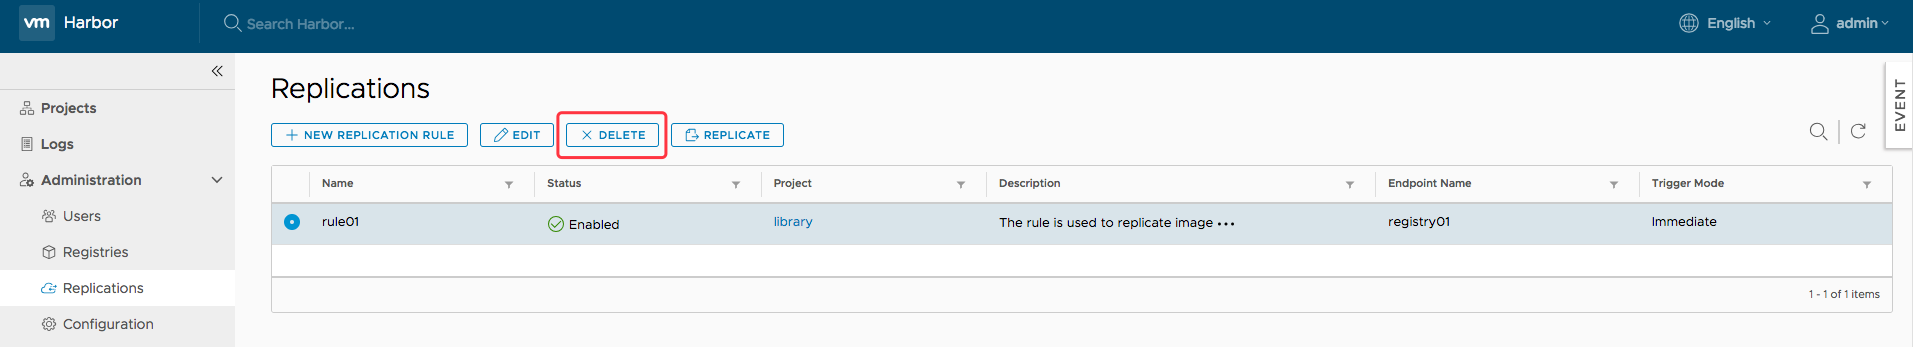 vm Harbor Search Harbor... English admin
EVENT
Projects
Logs
Administration
Users
Registries
Replications
Configuration
Replications
NEW REPLICATION RULE EDIT DELETE REPLICATE
Name Status Project Description Endpoint Name Trigger Mode
rule01 Enabled library The rule is used to replicate image ••• registry01 Immediate
1 - 1 of 1 items